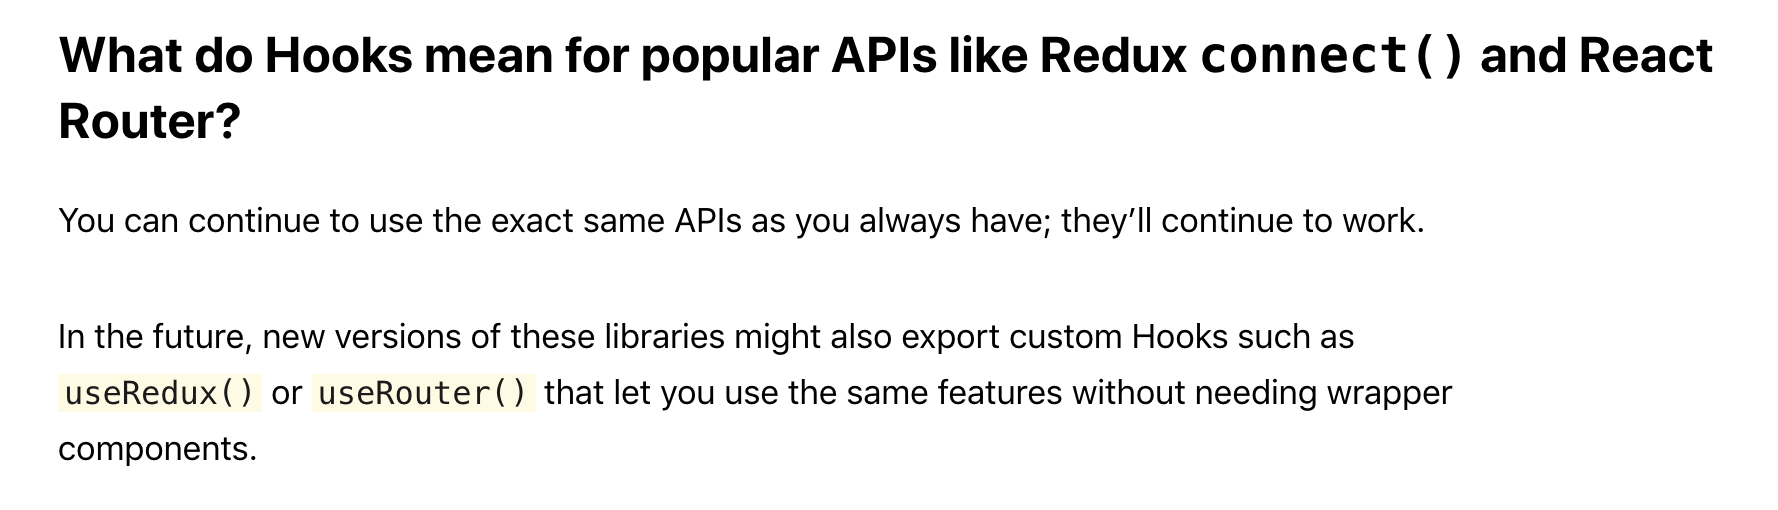 What do Hooks mean for popular APIs like Redux connect() and React
Router?
You can continue to use the exact same APIs as you always have; they’ll continue to work.
In the future, new versions of these libraries might also export custom Hooks such as
useRedux() or useRouter() that let you use the same features without needing wrapper
components.